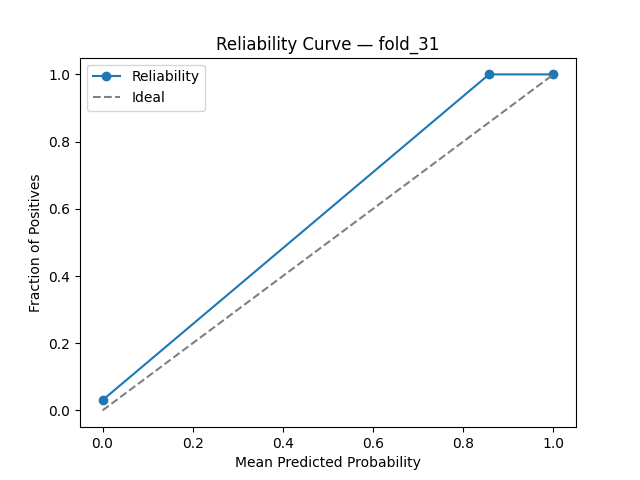 Reliability Curve — fold_31
Reliability
Ideal
Fraction of Positives
1.0
0.8
0.6
0.4
0.2
0.0
0.0 0.2 0.4 0.6 0.8 1.0
Mean Predicted Probability